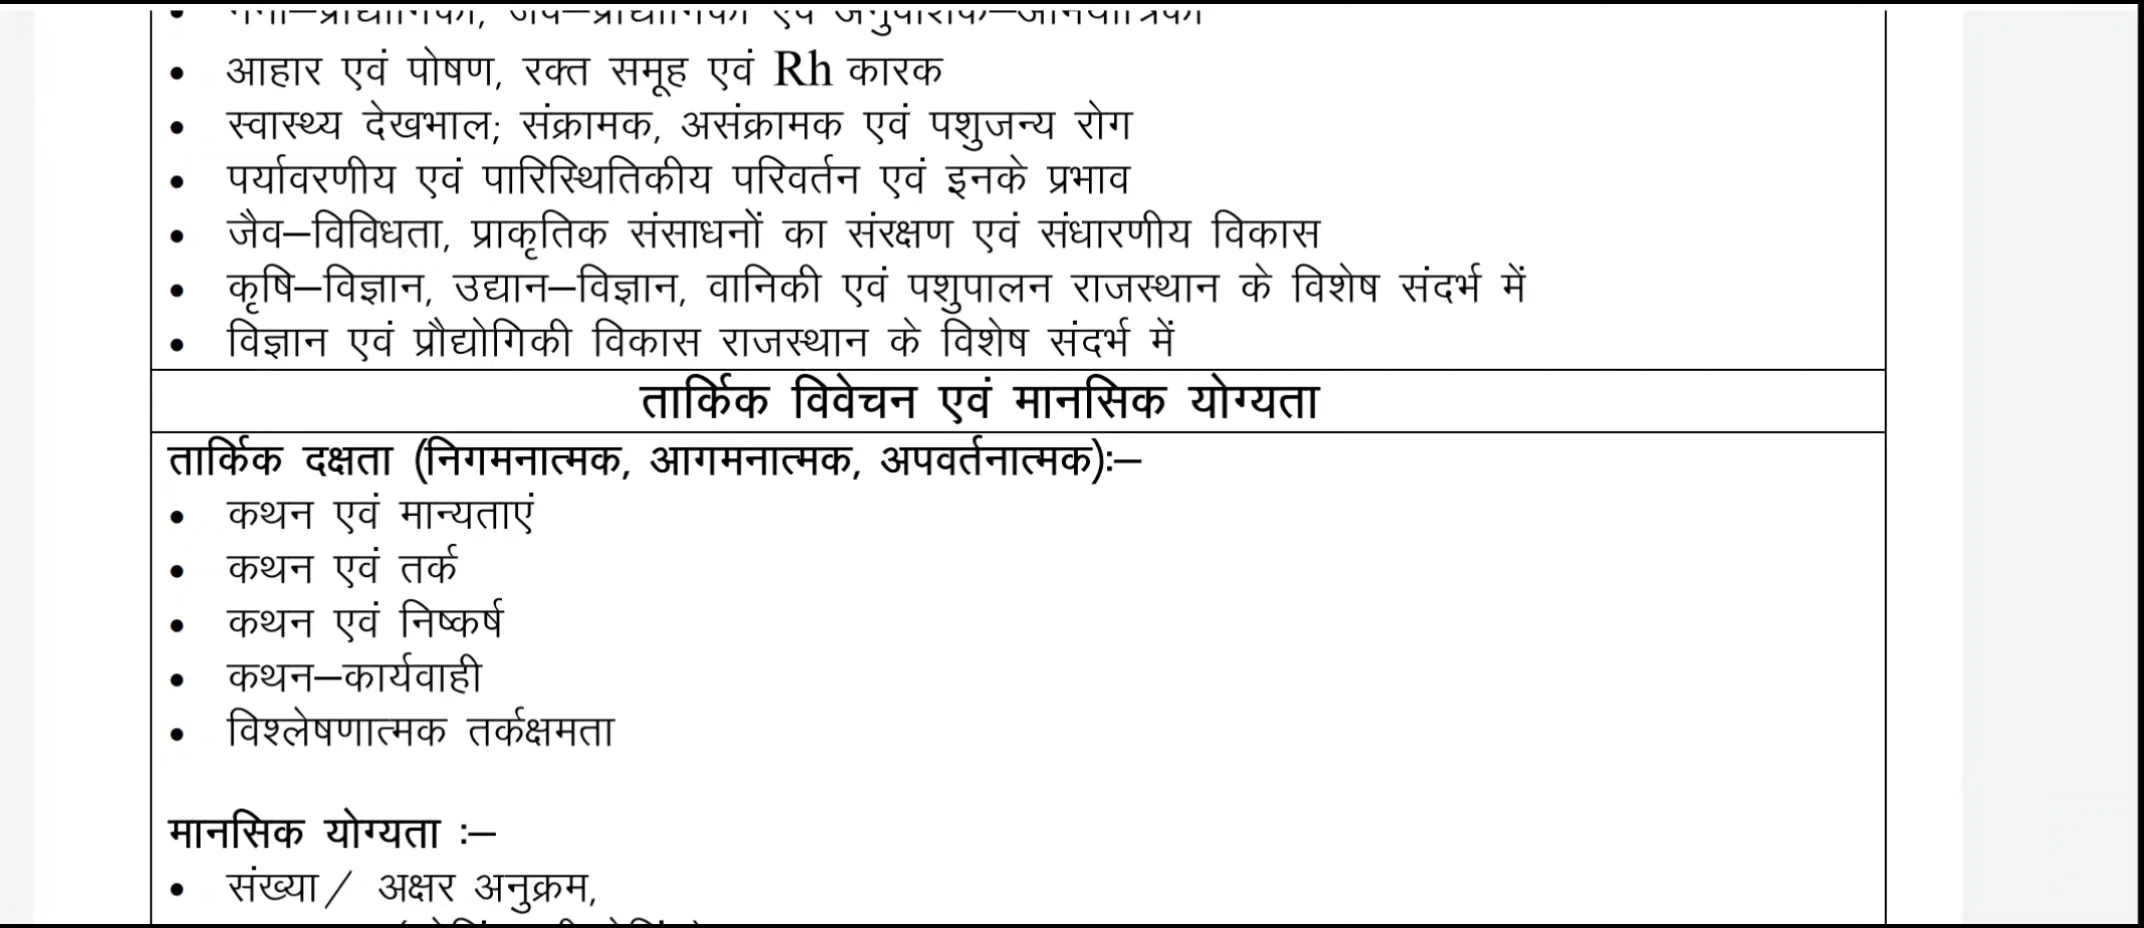 • आहार एवं पोषण, रक्त समूह एवं Rh कारक
• स्वास्थ्य देखभाल; संक्रामक, असंक्रामक एवं पशुजन्य रोग
• पर्यावरणीय एवं पारिस्थितिकीय परिवर्तन एवं इनके प्रभाव
• जैव–विविधता, प्राकृतिक संसाधनों का संरक्षण एवं संधारणीय विकास
• कृषि–विज्ञान, उद्यान–विज्ञान, वानिकी एवं पशुपालन राजस्थान के विशेष संदर्भ में
• विज्ञान एवं प्रौद्योगिकी विकास राजस्थान के विशेष संदर्भ में
तार्किक विवेचन एवं मानसिक योग्यता
तार्किक दक्षता (निगमनात्मक, आगमनात्मक, अपवर्तनात्मक):–
• कथन एवं मान्यताएं
• कथन एवं तर्क
• कथन एवं निष्कर्ष
• कथन–कार्यवाही
• विश्लेषणात्मक तर्कक्षमता
मानसिक योग्यता :–
• संख्या/ अक्षर अनुक्रम,